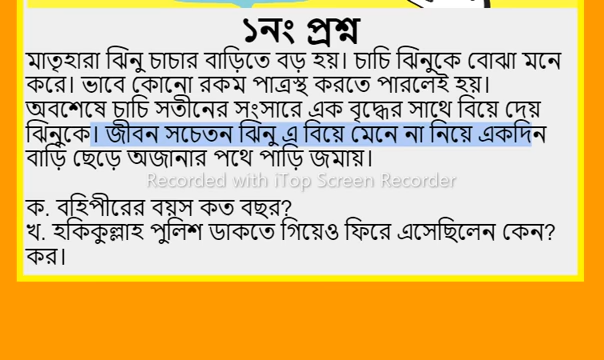 ১নং প্রশ্ন
মাতৃহারা ঝিনু চাচার বাড়িতে বড় হয়। চাচি ঝিনুকে বোঝা মনে
করে। ভাবে কোনো রকম পাত্রস্থ করতে পারলেই হয়।
অবশেষে চাচি সতীনের সংসারে এক বৃদ্ধের সাথে বিয়ে দেয়
ঝিনুকে। জীবন সচেতন ঝিনু এ বিয়ে মেনে না নিয়ে একদিন
বাড়ি ছেড়ে অজানার পথে পাড়ি জমায়।
Recorded with iTop Screen Recorder
ক. বহিপীরের বয়স কত বছর?
খ. হকিকুল্লাহ পুলিশ ডাকতে গিয়েও ফিরে এসেছিলেন কেন?
কর।